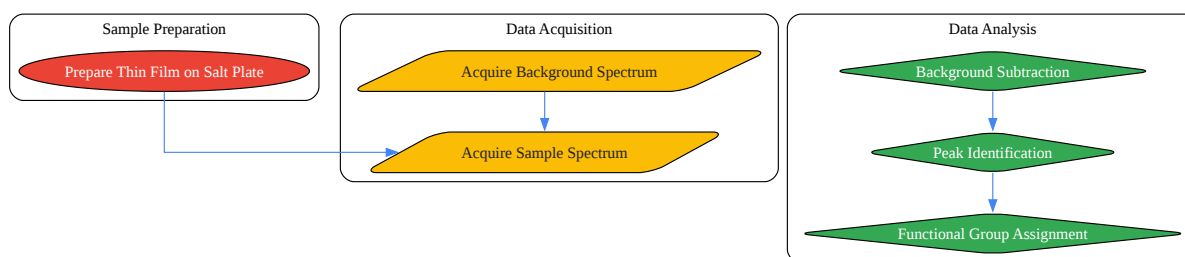 Sample Preparation
Prepare Thin Film on Salt Plate
Data Acquisition
Acquire Background Spectrum
Acquire Sample Spectrum
Data Analysis
Background Subtraction
Peak Identification
Functional Group Assignment